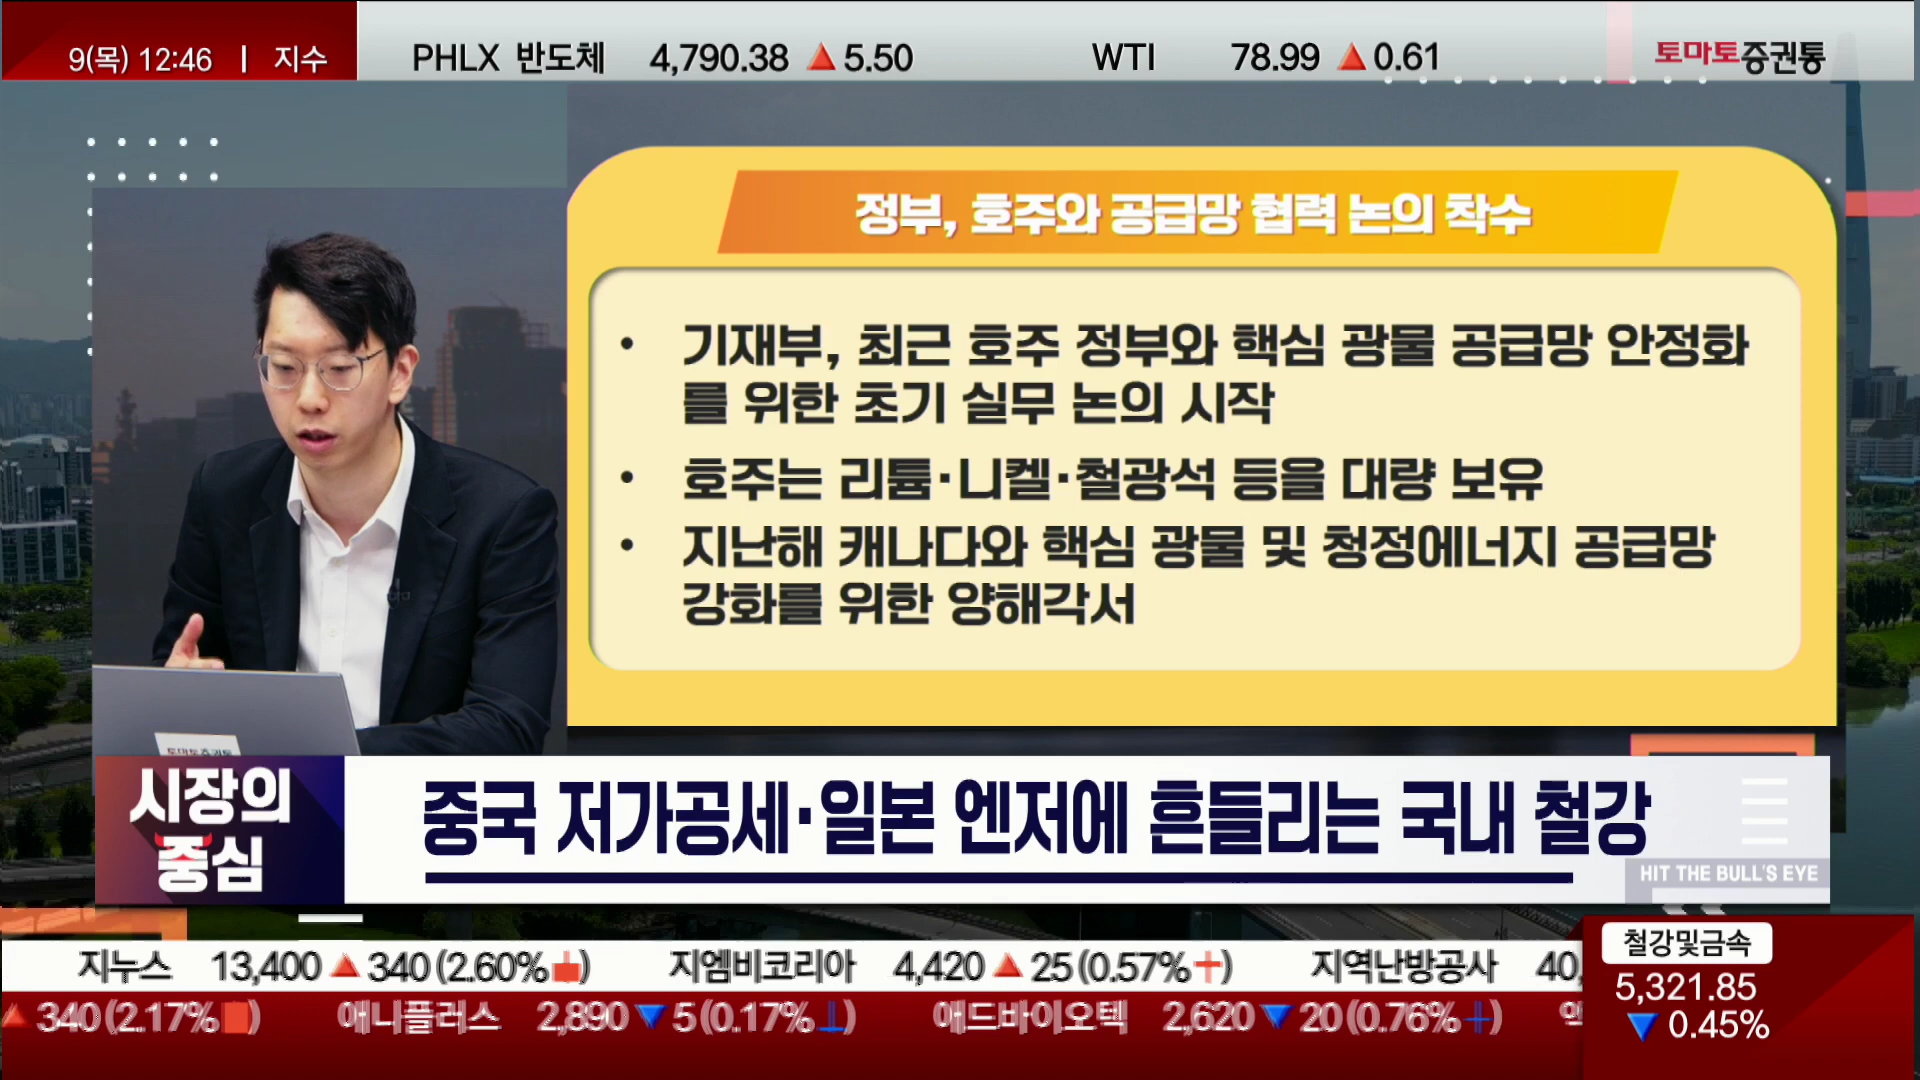 9(목) 12:46 | 지수
PHLX 반도체 4,790.38 ▲ 5.50
WTI 78.99 ▲ 0.61
토마토증권통
정부, 호주와 공급망 협력 논의 착수
• 기재부, 최근 호주 정부와 핵심 광물 공급망 안정화
를 위한 초기 실무 논의 시작
• 호주는 리튬·니켈·철광석 등을 대량 보유
• 지난해 캐나다와 핵심 광물 및 청정에너지 공급망
강화를 위한 양해각서
토마토증권통
시장의
중심
중국 저가공세·일본 엔저에 흔들리는 국내 철강
HIT THE BULL'S EYE
지누스 13,400 ▲ 340 (2.60%) 지엠비코리아 4,420 ▲ 25 (0.57%) 지역난방공사 40,
▲ 340 (2.17%) 애니플러스 2,890 ▼ 5 (0.17%) 애드바이오텍 2,620 ▼ 20 (0.76%)
철강및금속
5,321.85
▼ 0.45%